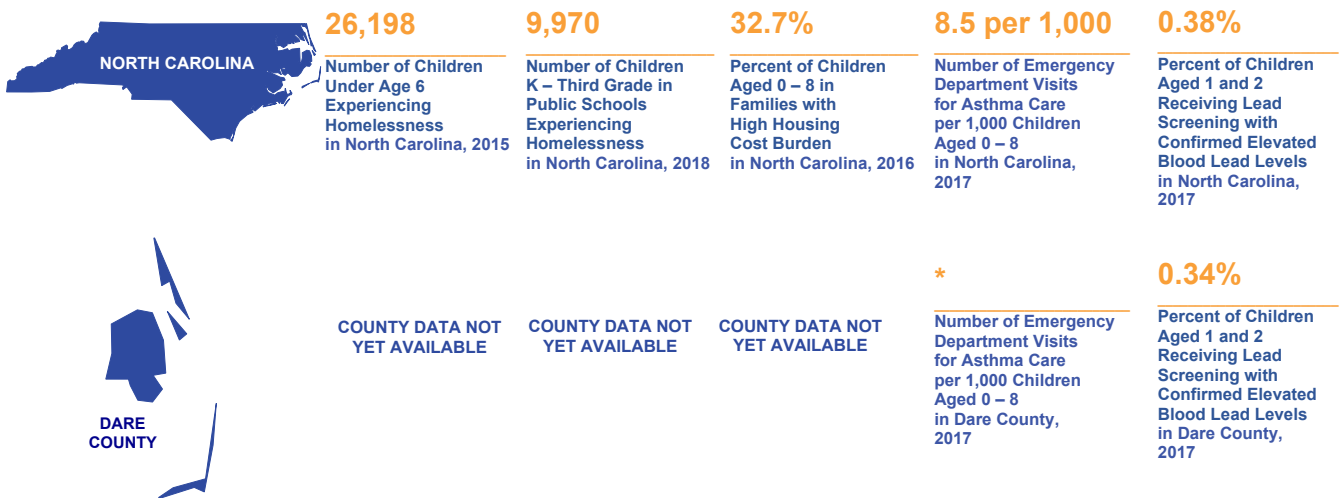 NORTH CAROLINA
26,198
Number of Children
Under Age 6
Experiencing
Homelessness
in North Carolina, 2015
9,970
Number of Children
K – Third Grade in
Public Schools
Experiencing
Homelessness
in North Carolina, 2018
32.7%
Percent of Children
Aged 0 – 8 in
Families with
High Housing
Cost Burden
in North Carolina, 2016
8.5 per 1,000
Number of Emergency
Department Visits
for Asthma Care
per 1,000 Children
Aged 0 – 8
in North Carolina,
2017
0.38%
Percent of Children
Aged 1 and 2
Receiving Lead
Screening with
Confirmed Elevated
Blood Lead Levels
in North Carolina,
2017
DARE
COUNTY
COUNTY DATA NOT
YET AVAILABLE
COUNTY DATA NOT
YET AVAILABLE
COUNTY DATA NOT
YET AVAILABLE
*
Number of Emergency
Department Visits
for Asthma Care
per 1,000 Children
Aged 0 – 8
in Dare County,
2017
0.34%
Percent of Children
Aged 1 and 2
Receiving Lead
Screening with
Confirmed Elevated
Blood Lead Levels
in Dare County,
2017